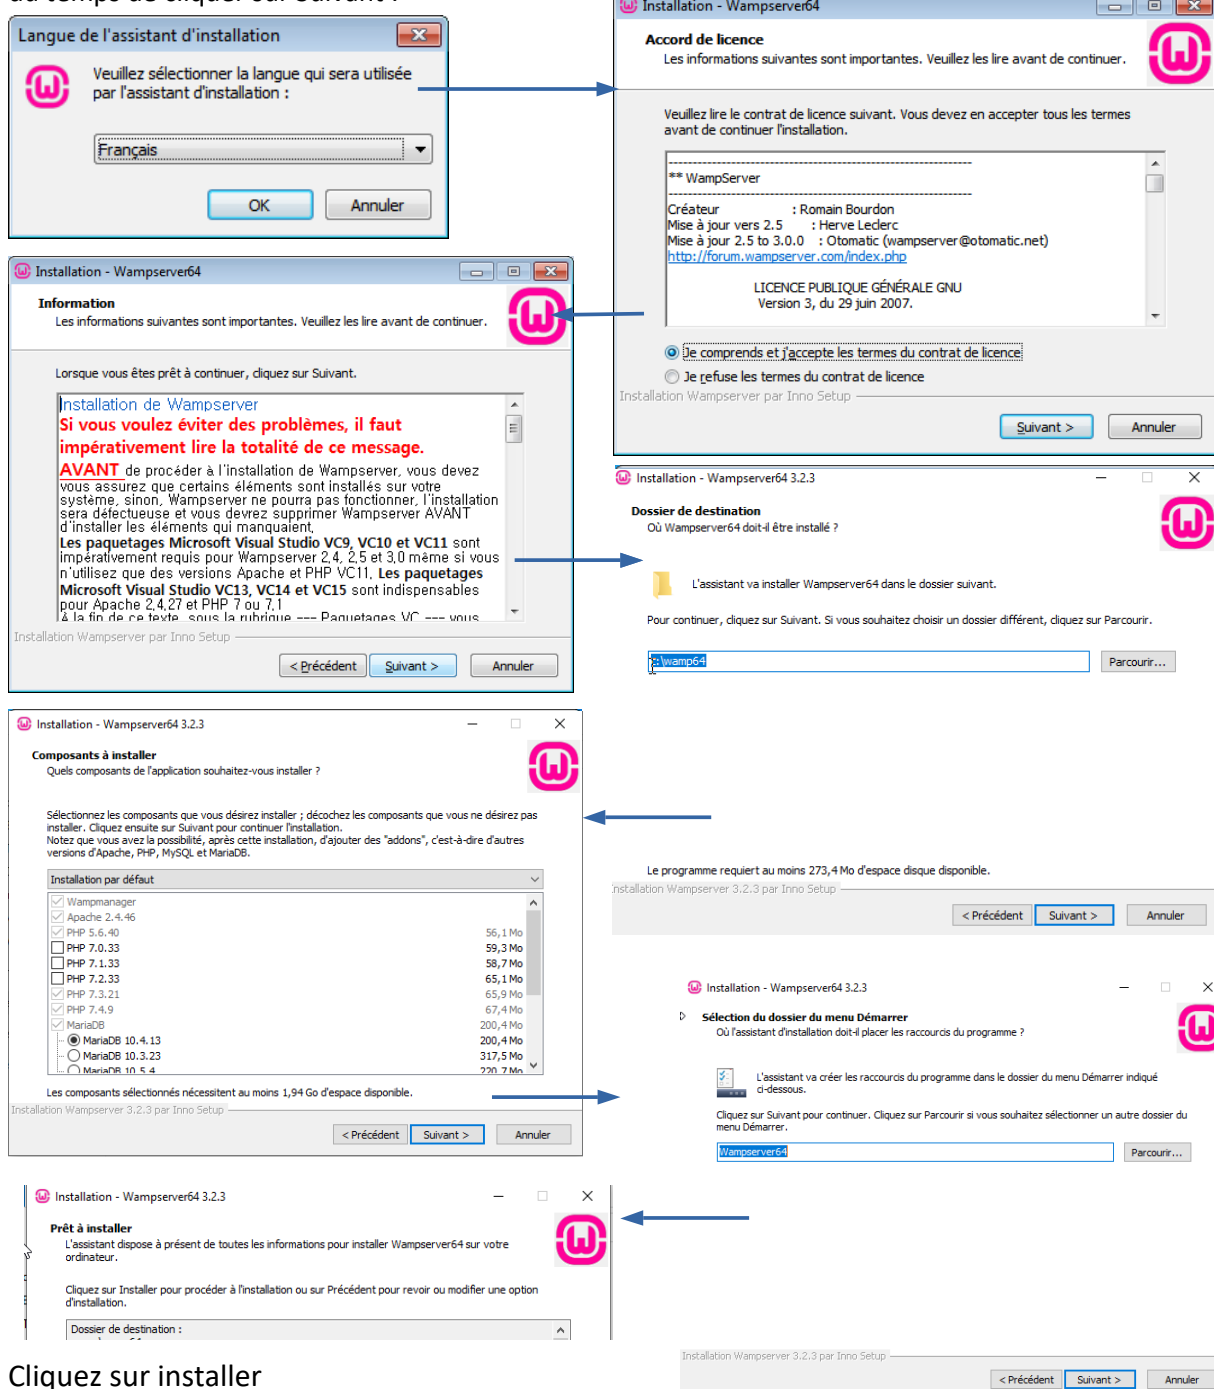 du temps de cliquer sur Suivant :
Langue de l'assistant d'installation
Veuillez sélectionner la langue qui sera utilisée
par l'assistant d'installation :
Français
OK
Annuler
Installation - Wampserver64
Accord de licence
Les informations suivantes sont importantes. Veuillez les lire avant de continuer.
Veuillez lire le contrat de licence suivant. Vous devez en accepter tous les termes
avant de continuer l'installation.
** WampServer
Créateur : Romain Bourdon
Mise à jour vers 2.5 : Herve Leclerc
Mise à jour 2.5 to 3.0.0 : Otomatic (wampserver@otomatic.net)
http://forum.wampserver.com/index.php
LICENCE PUBLIQUE GÉNÉRALE GNU
Version 3, du 29 juin 2007.
Je comprends et j'accepte les termes du contrat de licence
Je refuse les termes du contrat de licence
Installation Wampserver par Inno Setup
Suivant >
Annuler
Installation - Wampserver64
Information
Les informations suivantes sont importantes. Veuillez les lire avant de continuer.
Lorsque vous êtes prêt à continuer, cliquez sur Suivant.
Installation de Wampserver
Si vous voulez éviter des problèmes, il faut
impérativement lire la totalité de ce message.
AVANT de procéder à l'installation de Wampserver, vous devez
vous assurez que certains éléments sont installés sur votre
système, sinon, Wampserver ne pourra pas fonctionner, l'installation
sera défectueuse et vous devrez supprimer Wampserver AVANT
d'installer les éléments qui manquaient.
Les paquetages Microsoft Visual Studio VC9, VC10 et VC11 sont
impérativement requis pour Wampserver 2.4, 2.5 et 3.0 même si vous
n'utilisez que des versions Apache et PHP VC11. Les paquetages
Microsoft Visual Studio VC13, VC14 et VC15 sont indispensables
pour Apache 2.4.27 et PHP 7 ou 7.1
À la fin de ce texte, sous la rubrique --- Paquetages VC --- vous
Installation Wampserver par Inno Setup
< Précédent
Suivant >
Annuler
Installation - Wampserver64 3.2.3
Dossier de destination
Où Wampserver64 doit-il être installé ?
L'assistant va installer Wampserver64 dans le dossier suivant.
Pour continuer, cliquez sur Suivant. Si vous souhaitez choisir un dossier différent, cliquez sur Parcourir.
c:\wamp64
Parcourir...
Le programme requiert au moins 273,4 Mo d'espace disque disponible.
Installation Wampserver 3.2.3 par Inno Setup
< Précédent
Suivant >
Annuler
Installation - Wampserver64 3.2.3
Composants à installer
Quels composants de l'application souhaitez-vous installer ?
Sélectionnez les composants que vous désirez installer ; décochez les composants que vous ne désirez pas
installer. Cliquez ensuite sur Suivant pour continuer l'installation.
Notez que vous avez la possibilité, après cette installation, d'ajouter des "addons", c'est-à-dire d'autres
versions d'Apache, PHP, MySQL et MariaDB.
Installation par défaut
Wampmanager
Apache 2.4.46
PHP 5.6.40 56,1 Mo
PHP 7.0.33 59,3 Mo
PHP 7.1.33 58,7 Mo
PHP 7.2.33 65,1 Mo
PHP 7.3.21 65,9 Mo
PHP 7.4.9 67,4 Mo
MariaDB 200,4 Mo
MariaDB 10.4.13 200,4 Mo
MariaDB 10.3.23 317,5 Mo
MariaDB 10.5.4 220,7 Mo
Les composants sélectionnés nécessitent au moins 1,94 Go d'espace disponible.
Installation Wampserver 3.2.3 par Inno Setup
< Précédent
Suivant >
Annuler
Installation - Wampserver64 3.2.3
Sélection du dossier du menu Démarrer
Où l'assistant d'installation doit-il placer les raccourcis du programme ?
L'assistant va créer les raccourcis du programme dans le dossier du menu Démarrer indiqué
ci-dessous.
Cliquez sur Suivant pour continuer. Cliquez sur Parcourir si vous souhaitez sélectionner un autre dossier du
menu Démarrer.
Wampserver64
Parcourir...
Installation Wampserver 3.2.3 par Inno Setup
< Précédent
Suivant >
Annuler
Installation - Wampserver64 3.2.3
Prêt à installer
L'assistant dispose à présent de toutes les informations pour installer Wampserver64 sur votre
ordinateur.
Cliquez sur Installer pour procéder à l'installation ou sur Précédent pour revoir ou modifier une option
d'installation.
Dossier de destination :
Cliquez sur installer